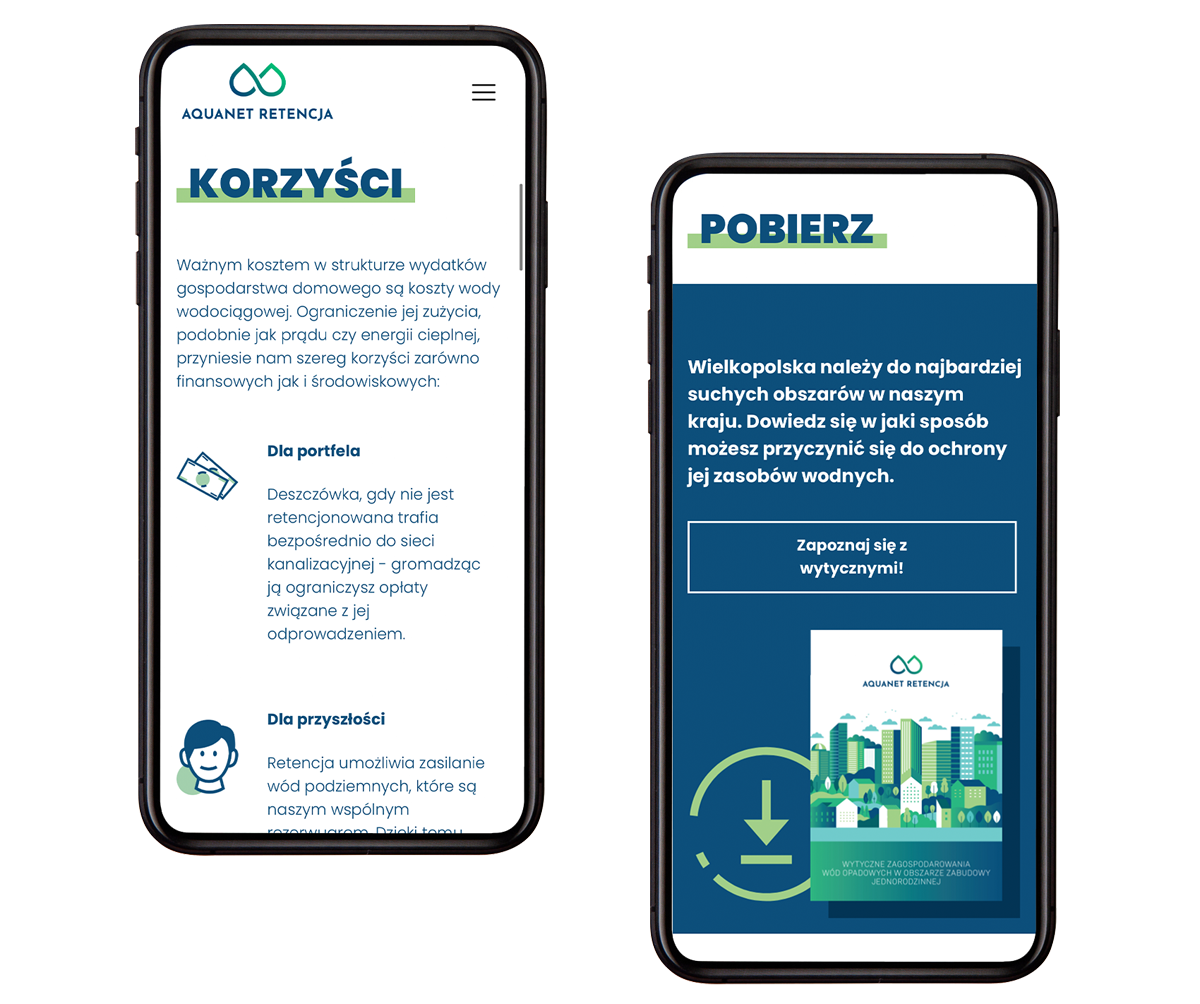 AQUANET RETENCJA
KORZYŚCI
Ważnym kosztem w strukturze wydatków
gospodarstwa domowego są koszty wody
wodociągowej. Ograniczenie jej zużycia,
podobnie jak prądu czy energii cieplnej,
przyniesie nam szereg korzyści zarówno
finansowych jak i środowiskowych:
Dla portfela
Deszczówka, gdy nie jest
retencjonowana trafia
bezpośrednio do sieci
kanalizacyjnej - gromadząc
ją ograniczysz opłaty
związane z jej
odprowadzeniem.
Dla przyszłości
Retencja umożliwia zasilanie
wód podziemnych, które są
naszym wspólnym
rezerwuarem. Dzięki temu
POBIERZ
Wielkopolska należy do najbardziej
suchych obszarów w naszym
kraju. Dowiedz się w jaki sposób
możesz przyczynić się do ochrony
jej zasobów wodnych.
Zapoznaj się z
wytycznymi!
AQUANET RETENCJA
WYTYCZNE ZAGOSPODAROWANIA
WÓD OPADOWYCH W OBSZARZE ZABUDOWY
JEDNORODZINNEJ